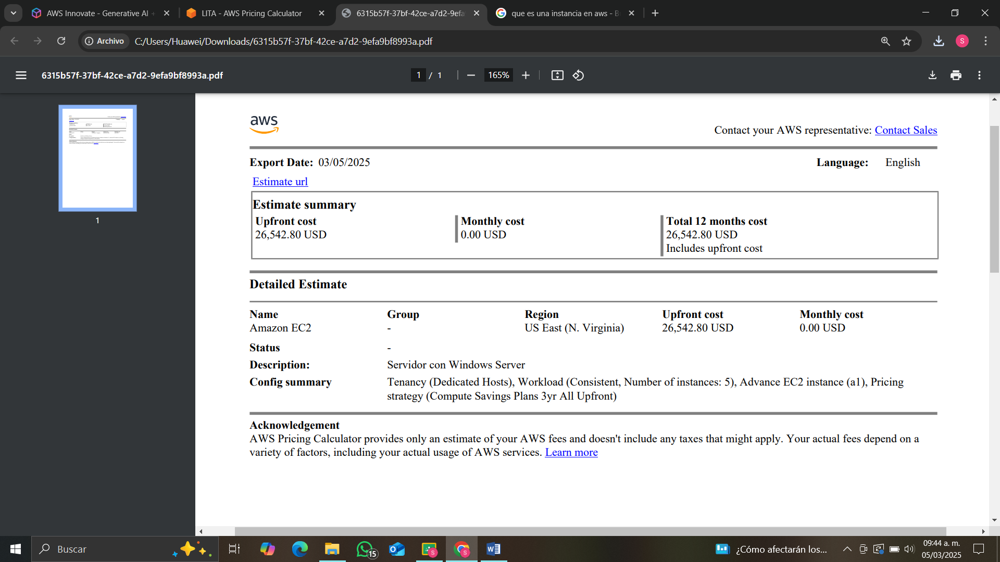 AWS Innovate - Generative AI +
LITA - AWS Pricing Calculator
6315b57f-37bf-42ce-a7d2-9efa
que es una instancia en aws - B
Archivo
C:/Users/Huawei/Downloads/6315b57f-37bf-42ce-a7d2-9efa9bf8993a.pdf
S
6315b57f-37bf-42ce-a7d2-9efa9bf8993a.pdf
1 / 1
165%
1
aws
Contact your AWS representative: Contact Sales
Export Date: 03/05/2025
Language: English
Estimate url
Estimate summary
Upfront cost Monthly cost Total 12 months cost
26,542.80 USD 0.00 USD 26,542.80 USD
Includes upfront cost
Detailed Estimate
Name Group Region Upfront cost Monthly cost
Amazon EC2 - US East (N. Virginia) 26,542.80 USD 0.00 USD
Status -
Description: Servidor con Windows Server
Config summary Tenancy (Dedicated Hosts), Workload (Consistent, Number of instances: 5), Advance EC2 instance (a1), Pricing
strategy (Compute Savings Plans 3yr All Upfront)
Acknowledgement
AWS Pricing Calculator provides only an estimate of your AWS fees and doesn't include any taxes that might apply. Your actual fees depend on a
variety of factors, including your actual usage of AWS services. Learn more
Buscar
15
S
S
¿Cómo afectarán los...
09:44 a. m.
05/03/2025